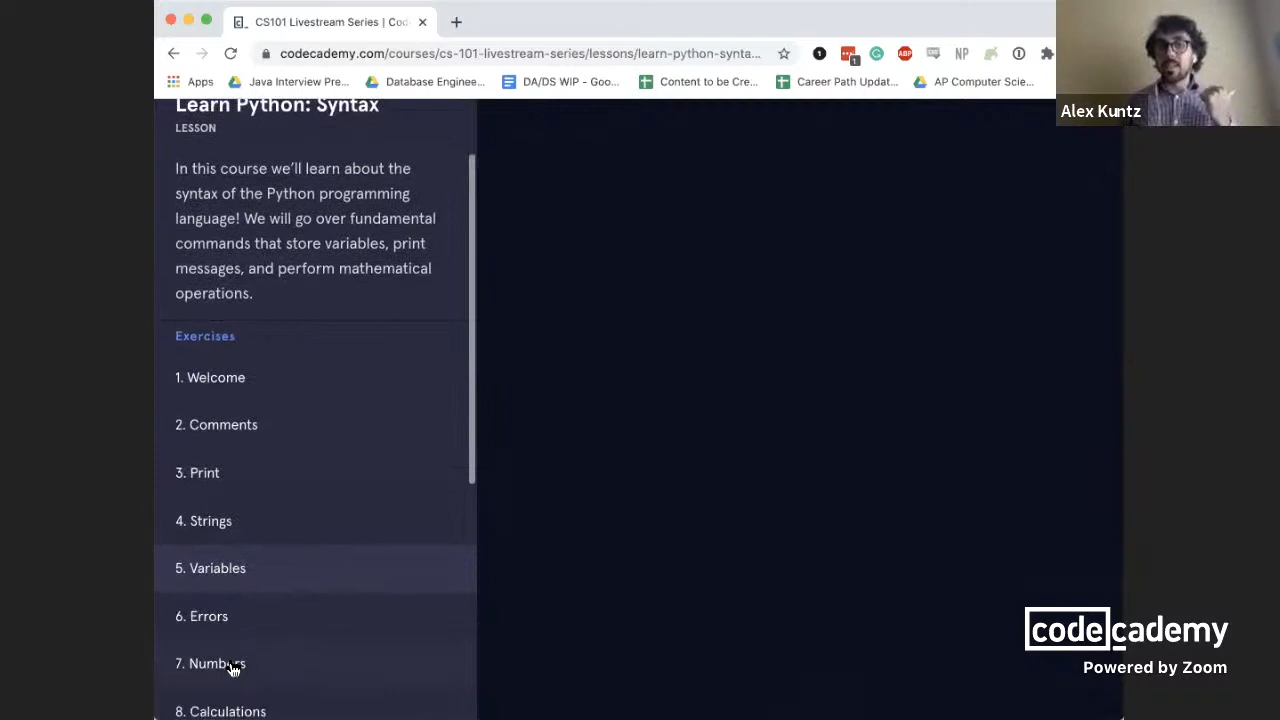 CS101 Livestream Series | Cod
codecademy.com/courses/cs-101-livestream-series/lessons/learn-python-synta...
1
NP
ABP
Apps
Java Interview Pre...
Database Enginee...
DA/DS WIP - Goo...
Content to be Cre...
Career Path Updat...
AP Computer Scie...
Alex Kuntz
Learn Python: Syntax
LESSON
In this course we'll learn about the
syntax of the Python programming
language! We will go over fundamental
commands that store variables, print
messages, and perform mathematical
operations.
Exercises
1. Welcome
2. Comments
3. Print
4. Strings
5. Variables
6. Errors
7. Numbers
8. Calculations
codecademy
Powered by Zoom